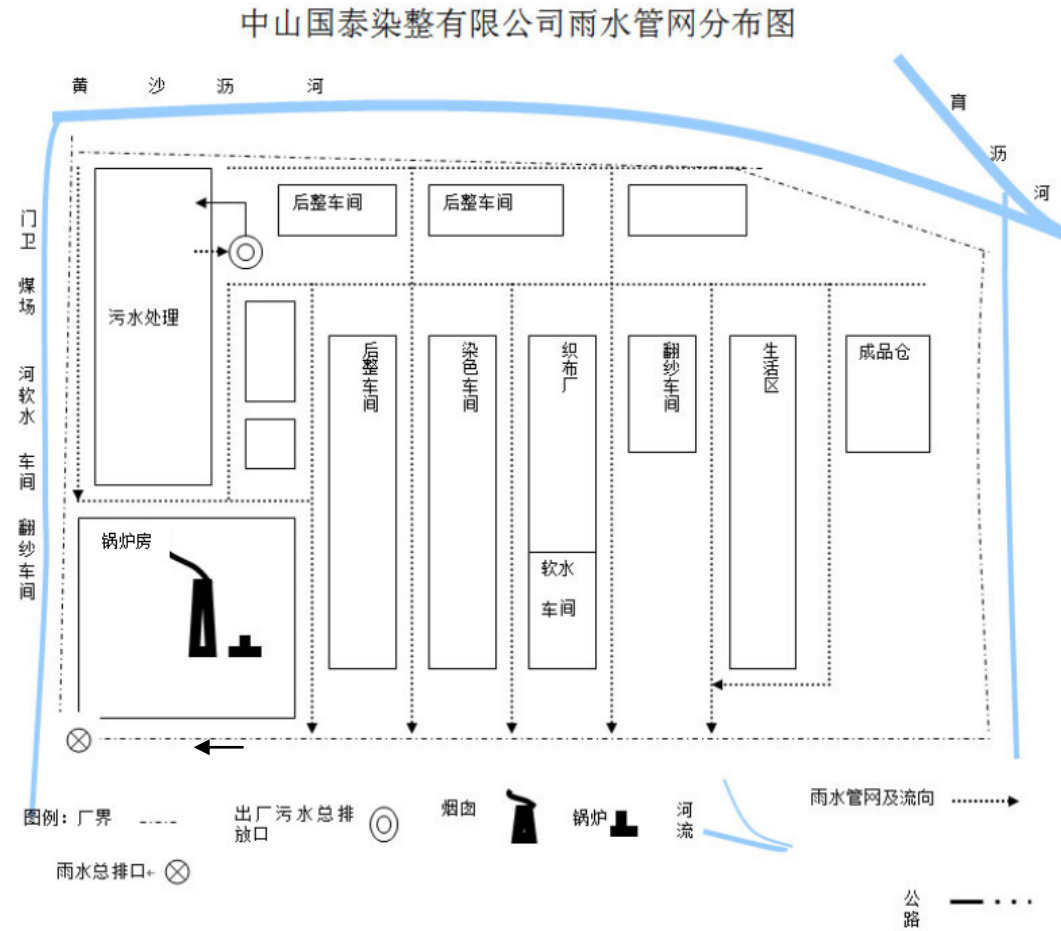 中山国泰染整有限公司雨水管网分布图
黄沙沥河
育沥河
门卫
煤场
河软水
车间
翻纱车间
后整车间
后整车间
污水处理
后整车间
染色车间
织布厂
翻纱车间
生活区
成品仓
软水
车间
锅炉房
图例：厂界
出厂污水总排
放口
烟囱
锅炉
河流
雨水管网及流向
雨水总排口
公路